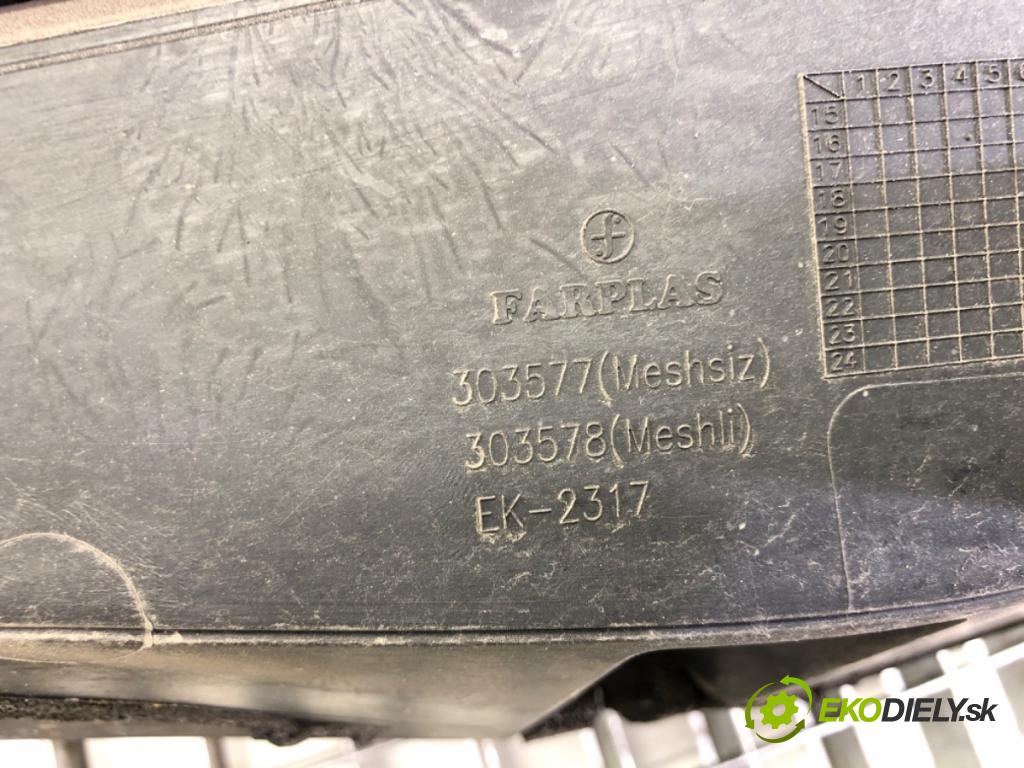 1 2 3 4 5
15
16
17
18
19
20
21
22
23
24
f
FARPLAS
303577(Meshsiz)
303578(Meshli)
EK-2317
EKODIELY.sk